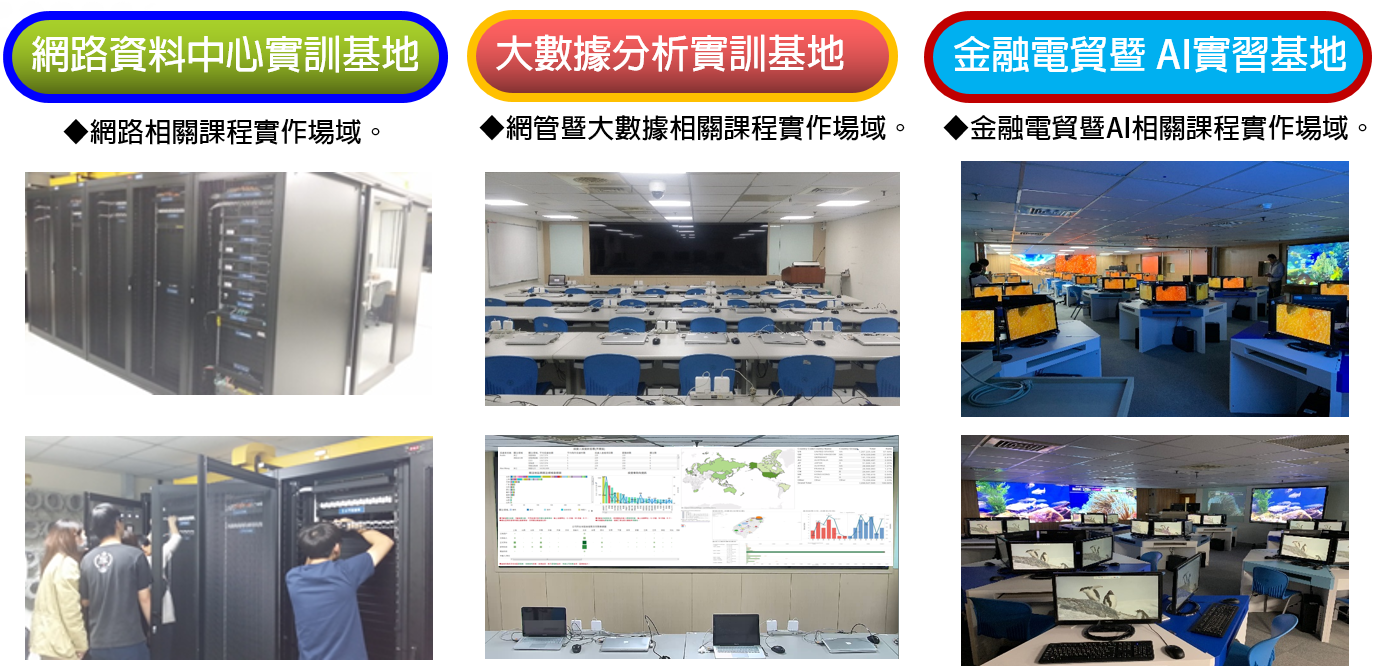 網路資料中心實訓基地
大數據分析實訓基地
金融電貿暨 AI實習基地
◆網路相關課程實作場域。
◆網管暨大數據相關課程實作場域。
◆金融電貿暨AI相關課程實作場域。